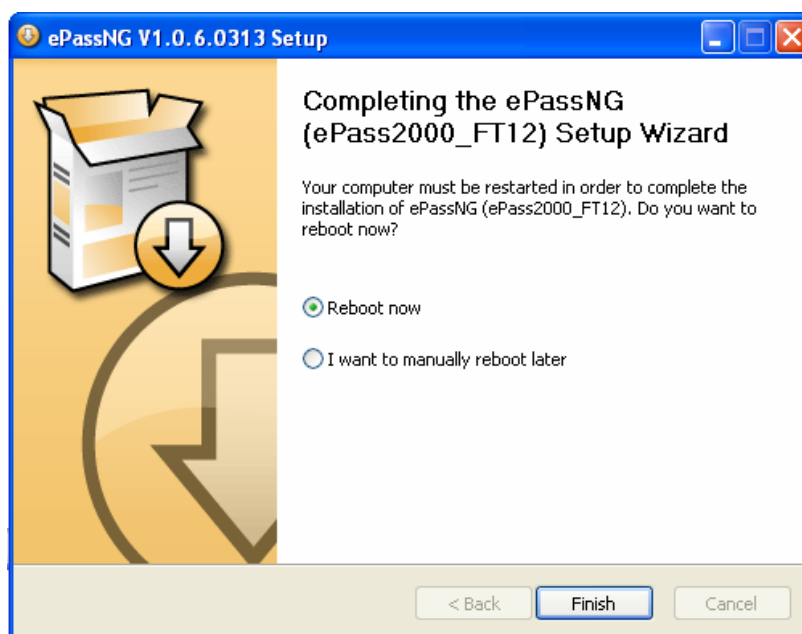 ePassNG V1.0.6.0313 Setup
Completing the ePassNG
(ePass2000_FT12) Setup Wizard
Your computer must be restarted in order to complete the
installation of ePassNG (ePass2000_FT12). Do you want to
reboot now?
Reboot now
I want to manually reboot later
< Back
Finish
Cancel